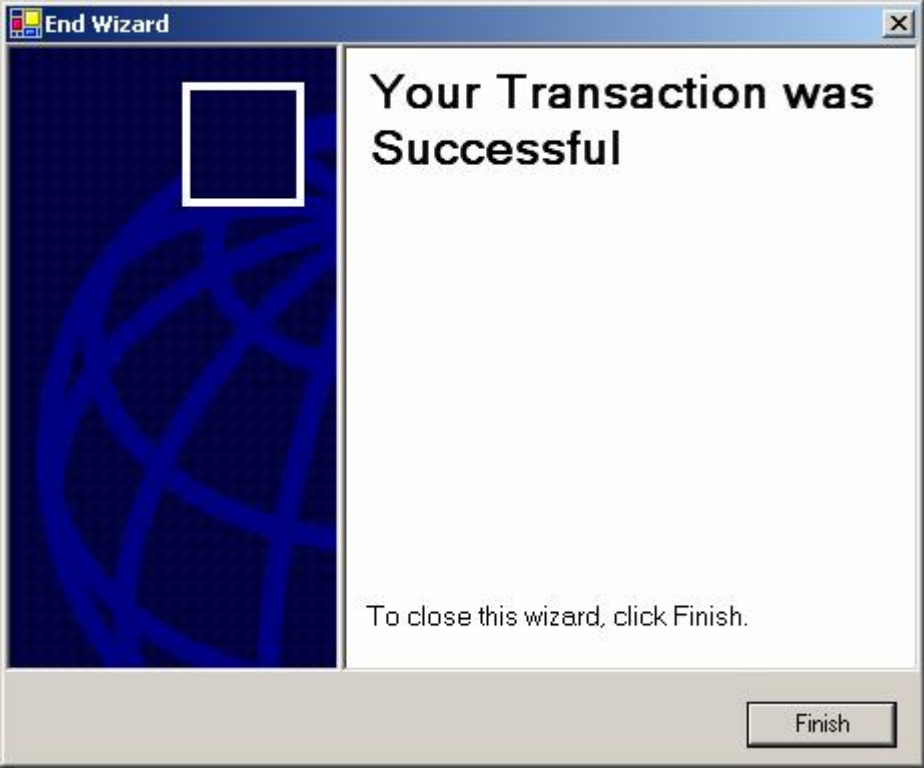 End Wizard
Your Transaction was
Successful
To close this wizard, click Finish.
Finish